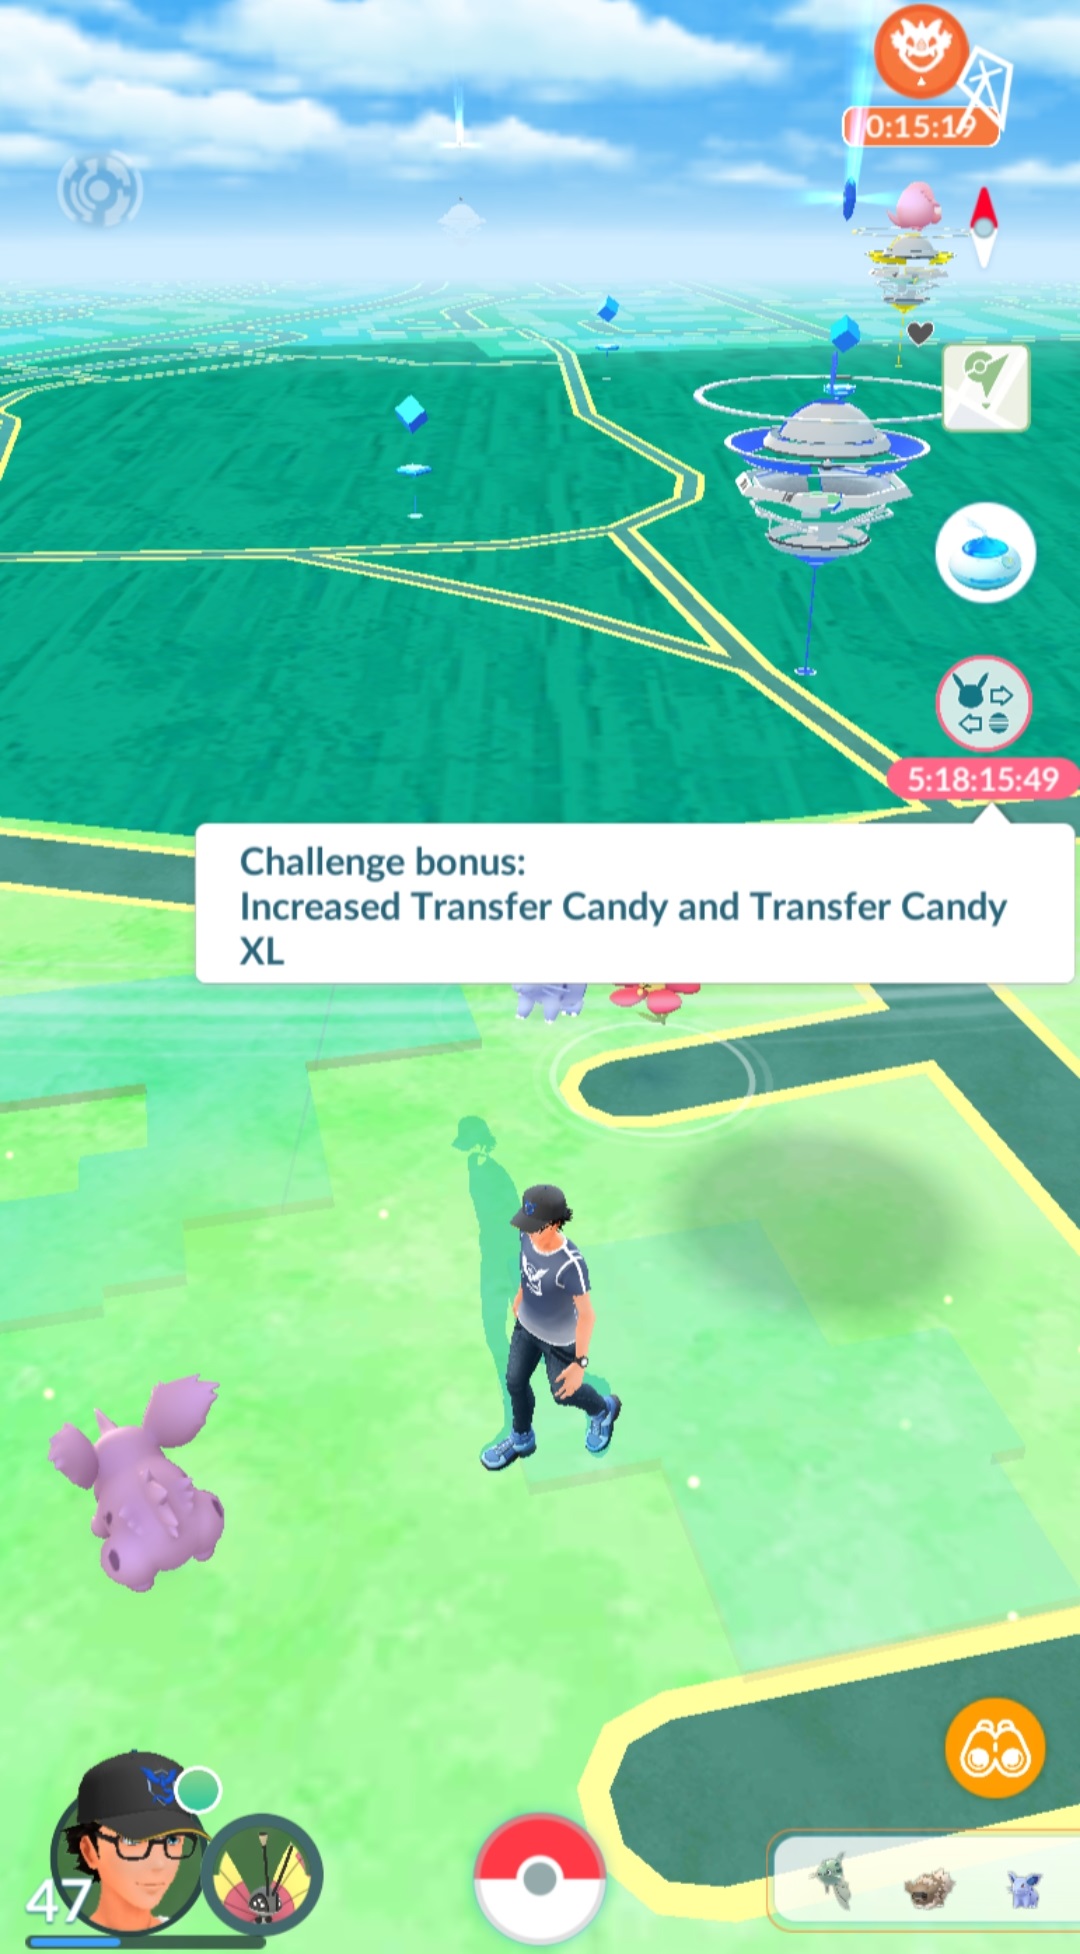 0:15:19
5:18:15:49
Challenge bonus:
Increased Transfer Candy and Transfer Candy
XL
47